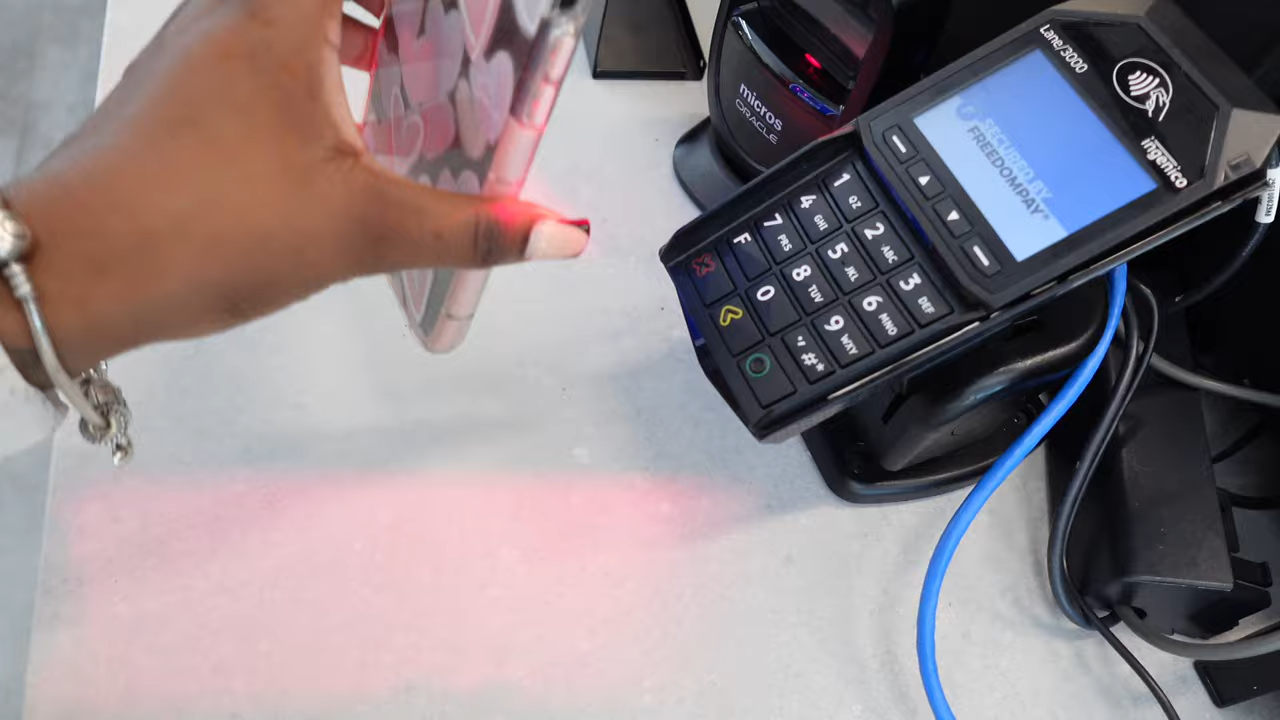 micros
ORACLE
Lane/3000
ingenico
SECURED BY
FREEDOMPAY
1 QZ
2 ABC
3 DEF
4 GHI
5 JKL
6 MNO
7 PRS
8 TUV
9 WXY
F
0
,'#*